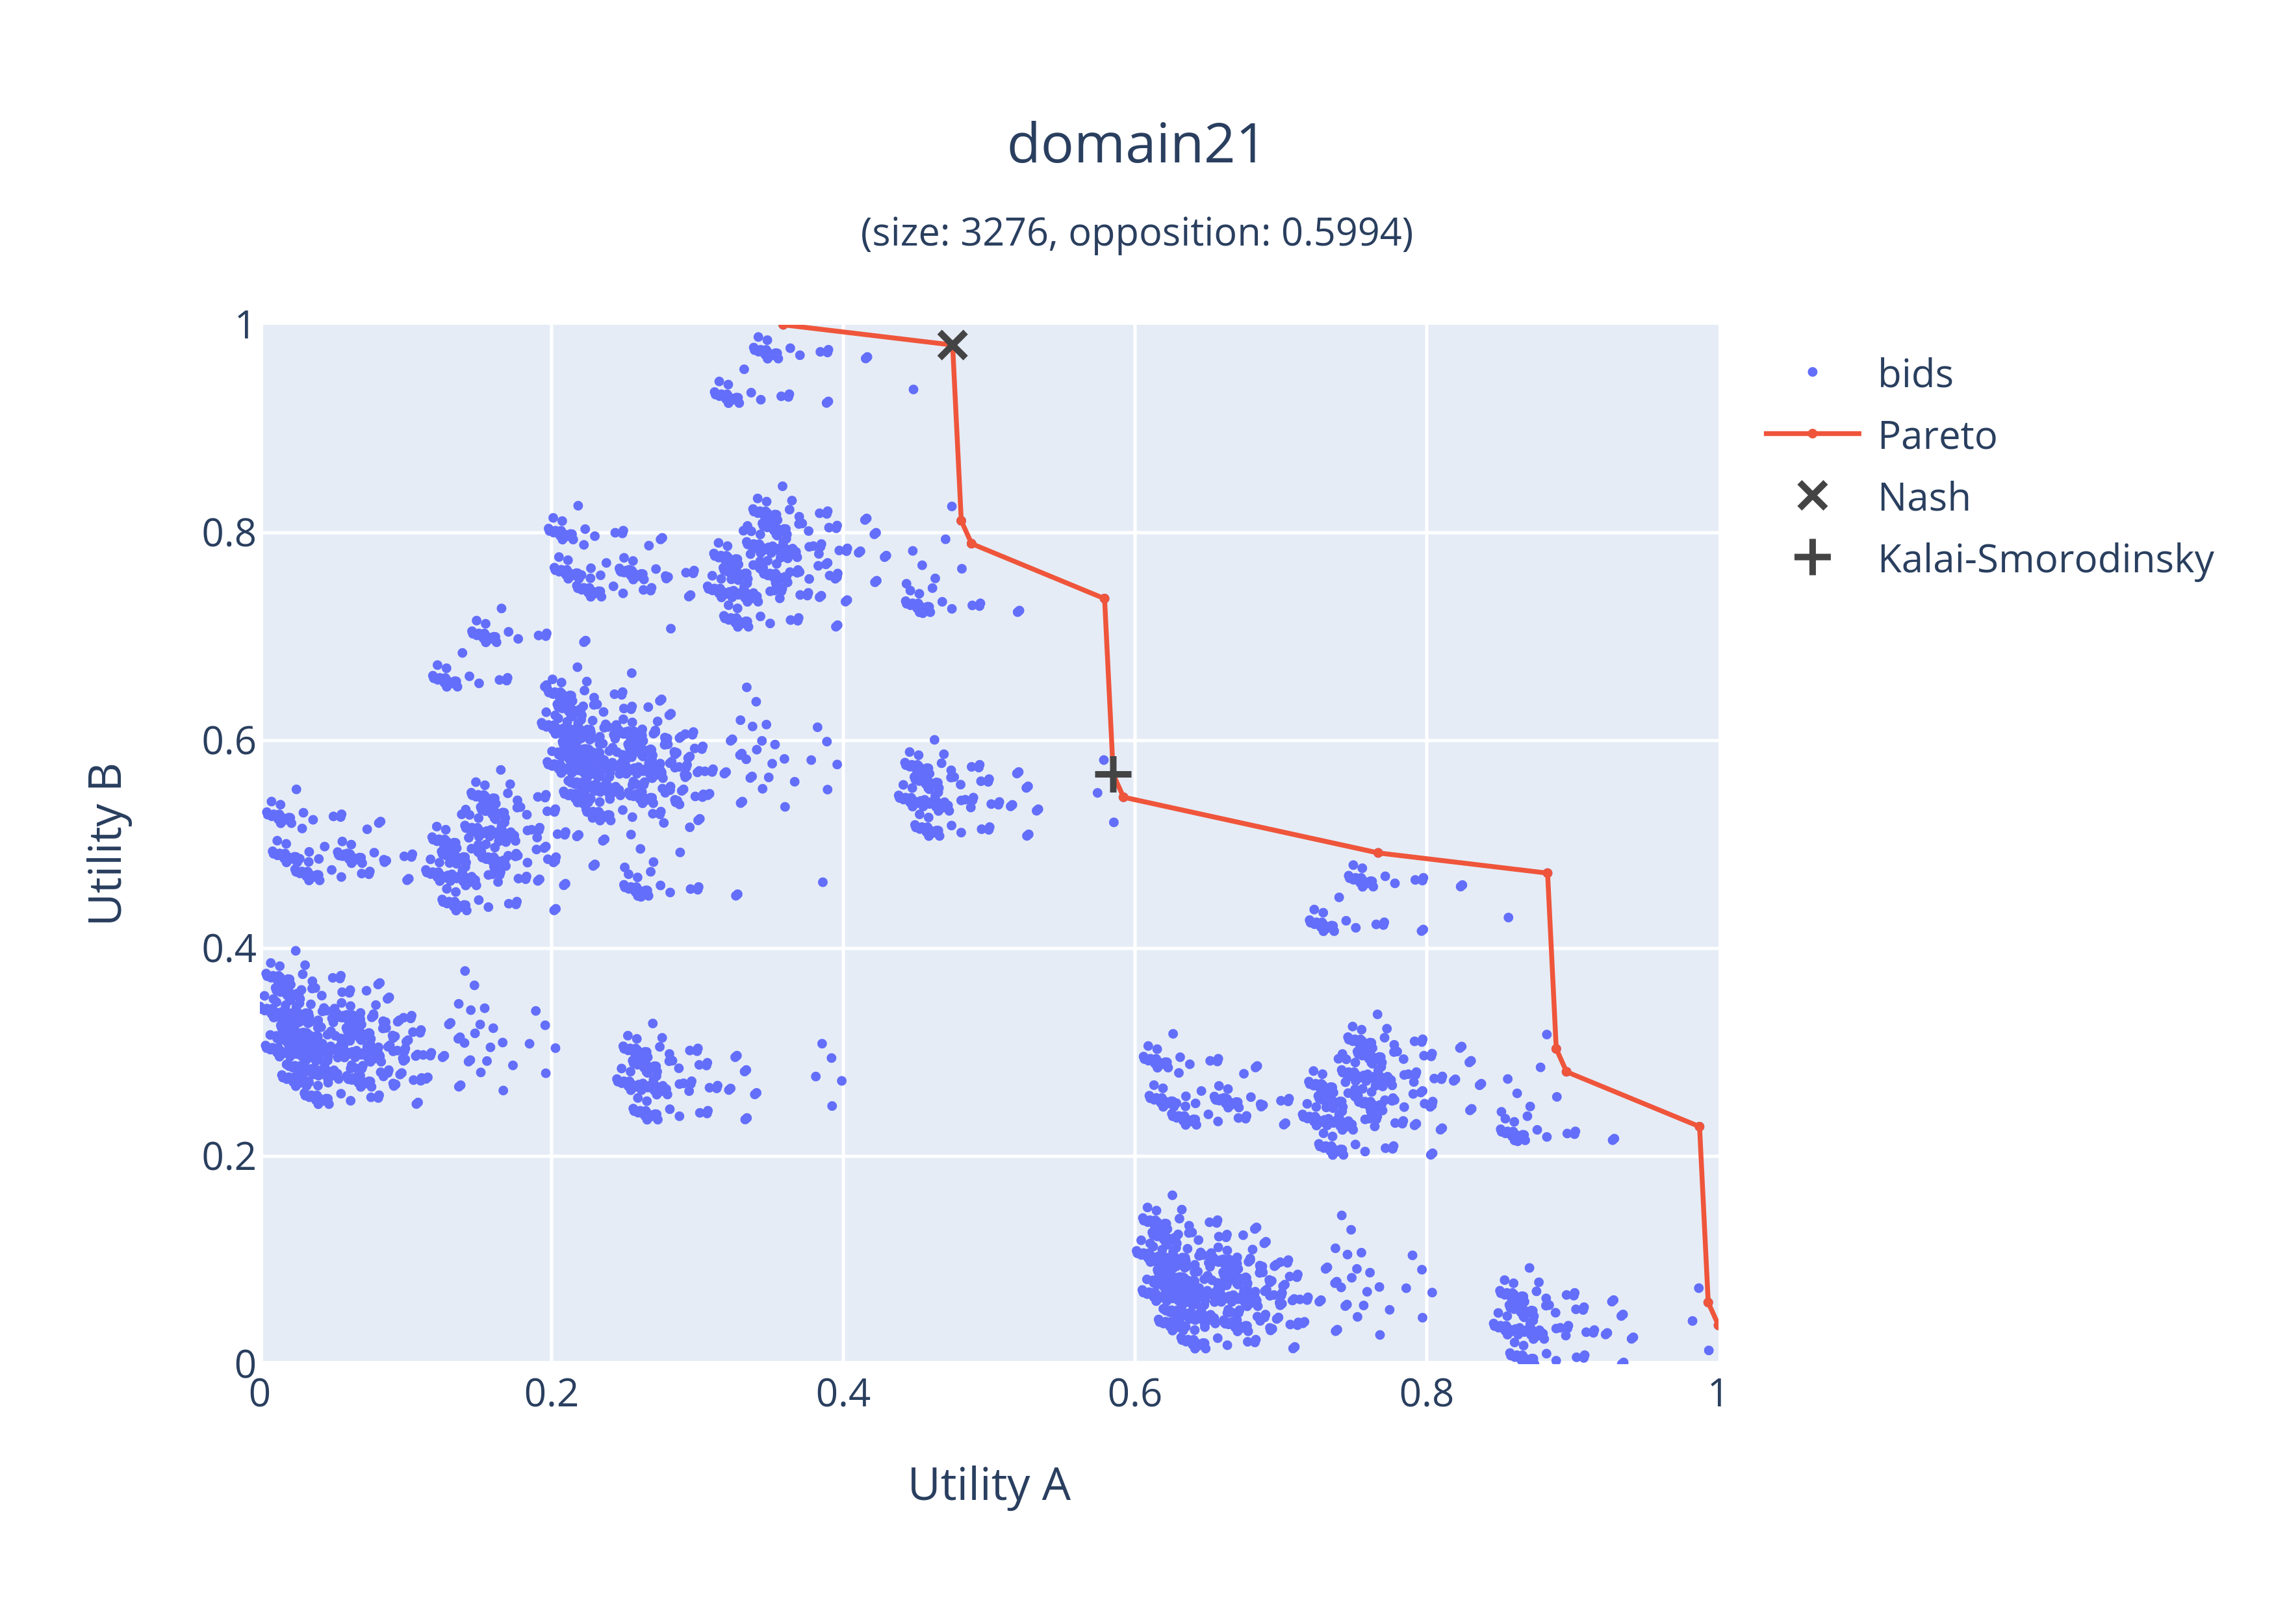 domain21
(size: 3276, opposition: 0.5994)
bids
Pareto
Nash
Kalai-Smorodinsky
Utility B
1
0.8
0.6
0.4
0.2
0
0
0.2
0.4
0.6
0.8
1
Utility A